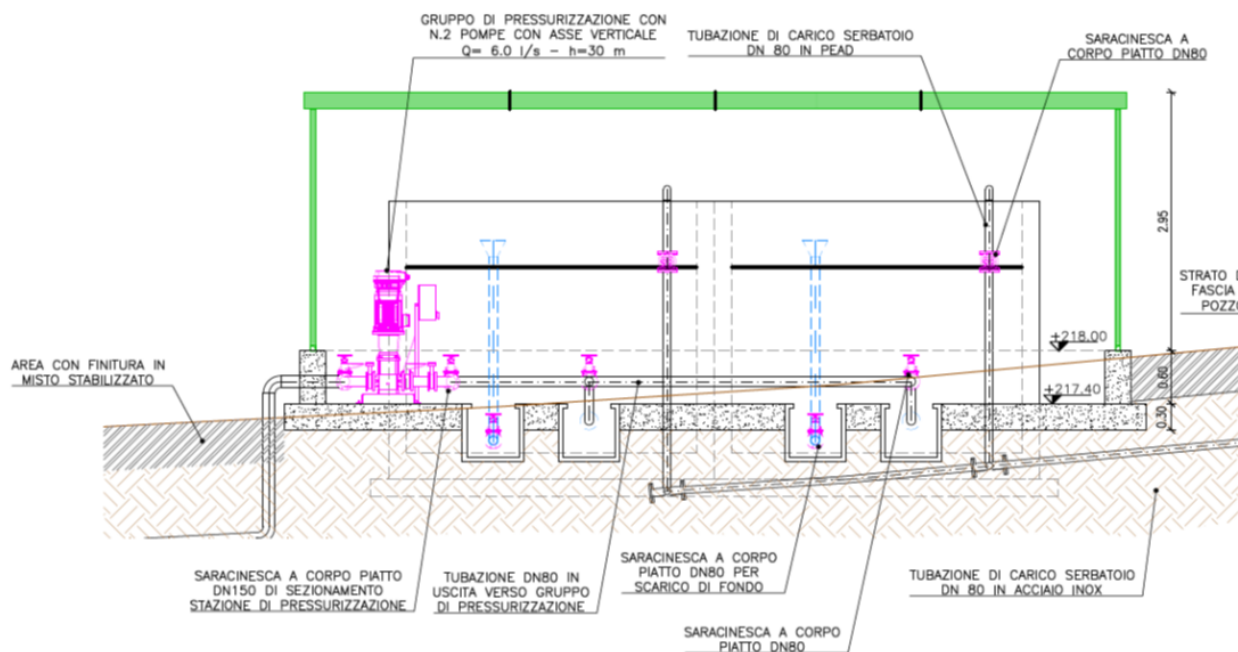 GRUPPO DI PRESSURIZZAZIONE CON
N.2 POMPE CON ASSE VERTICALE
Q= 6.0 l/s - h=30 m
TUBAZIONE DI CARICO SERBATOIO
DN 80 IN PEAD
SARACINESCA A
CORPO PIATTO DN80
2.95
STRATO D
FASCIA
POZZ
+218.00
0.60
+217.40
0.30
AREA CON FINITURA IN
MISTO STABILIZZATO
SARACINESCA A CORPO PIATTO
DN150 DI SEZIONAMENTO
STAZIONE DI PRESSURIZZAZIONE
TUBAZIONE DN80 IN
USCITA VERSO GRUPPO
DI PRESSURIZZAZIONE
SARACINESCA A CORPO
PIATTO DN80 PER
SCARICO DI FONDO
SARACINESCA A CORPO
PIATTO DN80
TUBAZIONE DI CARICO SERBATOIO
DN 80 IN ACCIAIO INOX